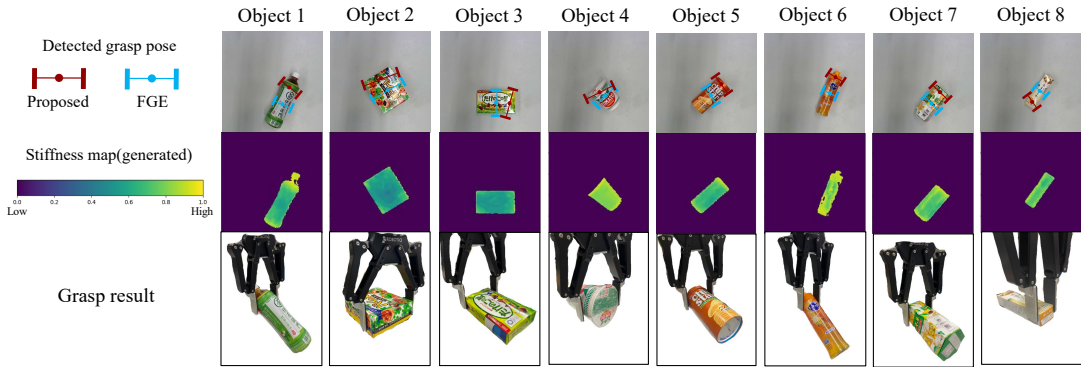 Object 1 Object 2 Object 3 Object 4 Object 5 Object 6 Object 7 Object 8
Detected grasp pose
Proposed FGE
Stiffness map(generated)
0.0 0.2 0.4 0.6 0.8 1.0
Low High
Grasp result